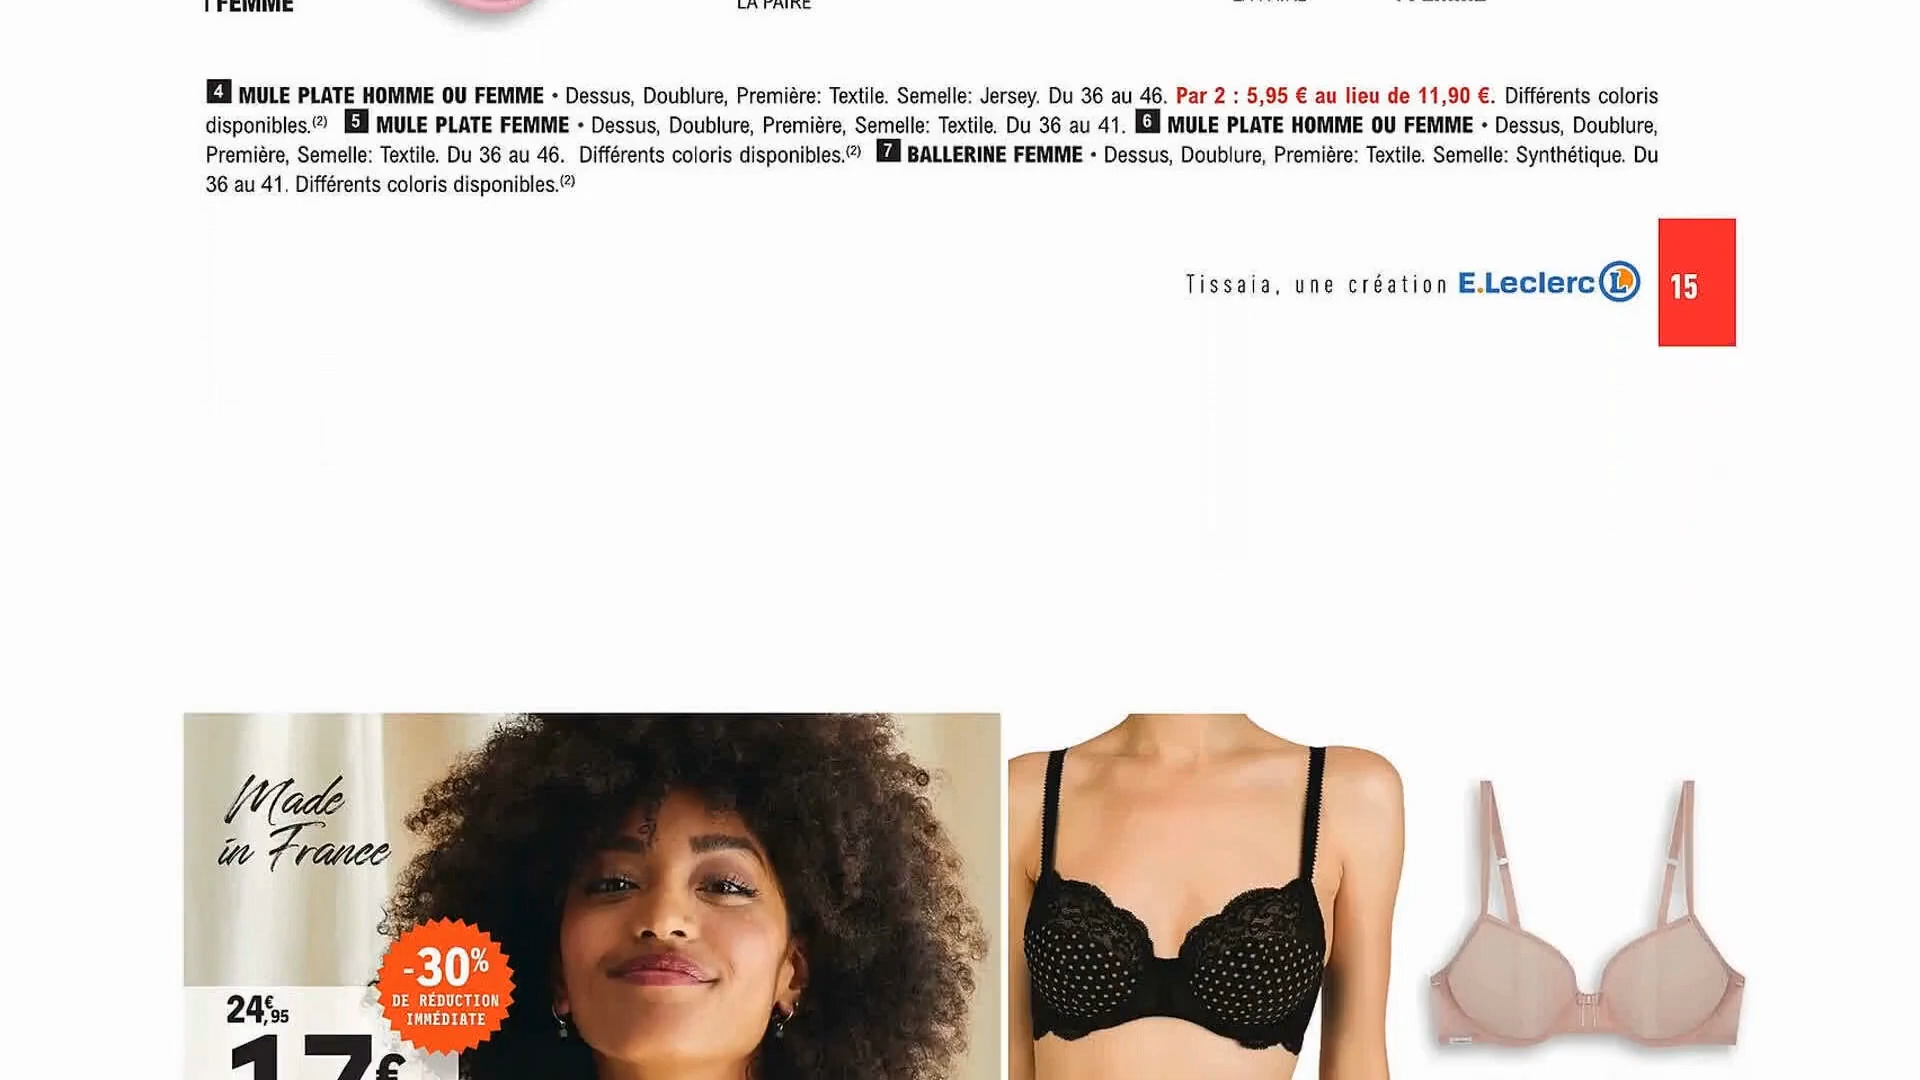 FEMME
LA PAIRE
4 MULE PLATE HOMME OU FEMME • Dessus, Doublure, Première: Textile. Semelle: Jersey. Du 36 au 46. Par 2 : 5,95 € au lieu de 11,90 €. Différents coloris
disponibles.(2) 5 MULE PLATE FEMME • Dessus, Doublure, Première, Semelle: Textile. Du 36 au 41. 6 MULE PLATE HOMME OU FEMME • Dessus, Doublure,
Première, Semelle: Textile. Du 36 au 46. Différents coloris disponibles.(2) 7 BALLERINE FEMME • Dessus, Doublure, Première: Textile. Semelle: Synthétique. Du
36 au 41. Différents coloris disponibles.(2)
Tissaia, une création E.Leclerc L 15
Made
in France
-30%
DE RÉDUCTION
IMMÉDIATE
24€,95
17€